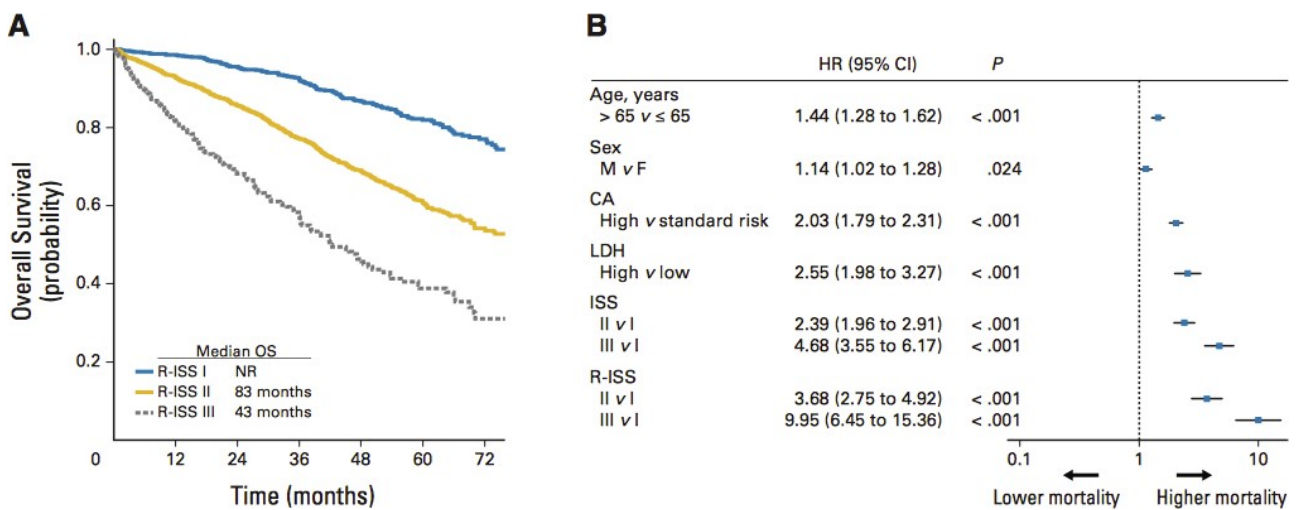 A
Overall Survival
(probability)
1.0
0.8
0.6
0.4
0.2
Median OS
R-ISS I NR
R-ISS II 83 months
R-ISS III 43 months
0 12 24 36 48 60 72
Time (months)
B
HR (95% CI) P
Age, years
> 65 v ≤ 65 1.44 (1.28 to 1.62) < .001
Sex
M v F 1.14 (1.02 to 1.28) .024
CA
High v standard risk 2.03 (1.79 to 2.31) < .001
LDH
High v low 2.55 (1.98 to 3.27) < .001
ISS
II v I 2.39 (1.96 to 2.91) < .001
III v I 4.68 (3.55 to 6.17) < .001
R-ISS
II v I 3.68 (2.75 to 4.92) < .001
III v I 9.95 (6.45 to 15.36) < .001
0.1 1 10
Lower mortality Higher mortality